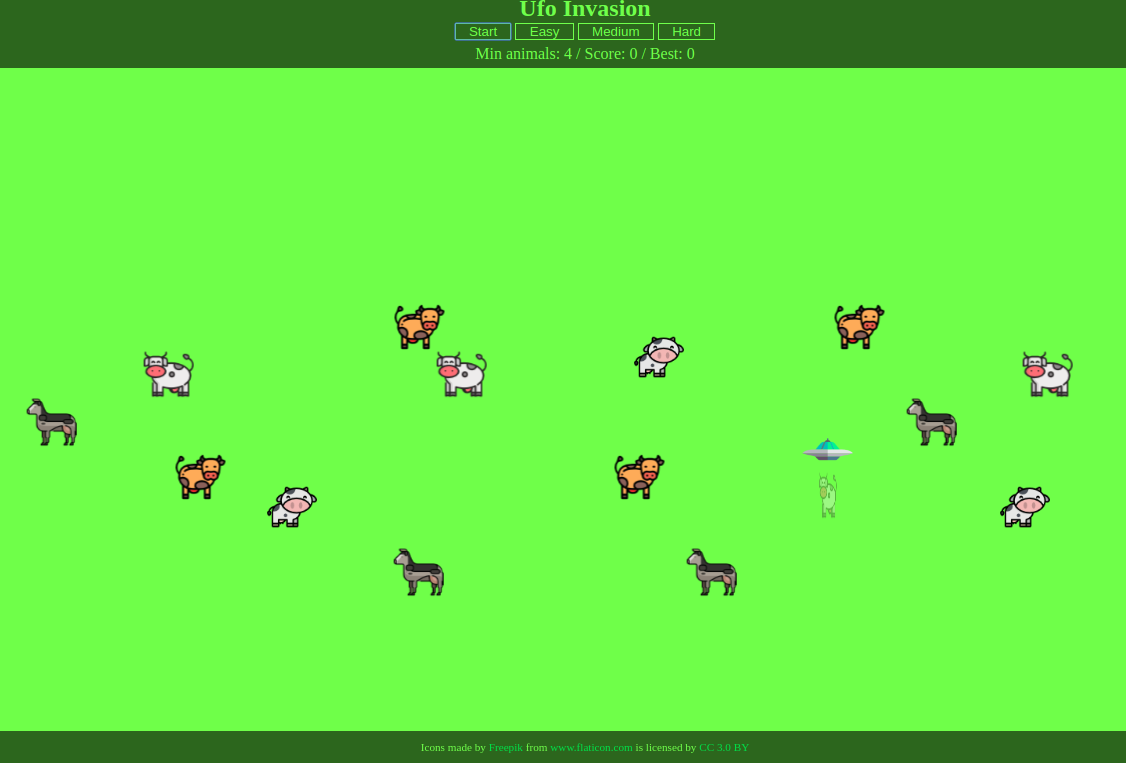 Ufo Invasion
Start Easy Medium Hard
Min animals: 4 / Score: 0 / Best: 0
Icons made by Freepik from www.flaticon.com is licensed by CC 3.0 BY